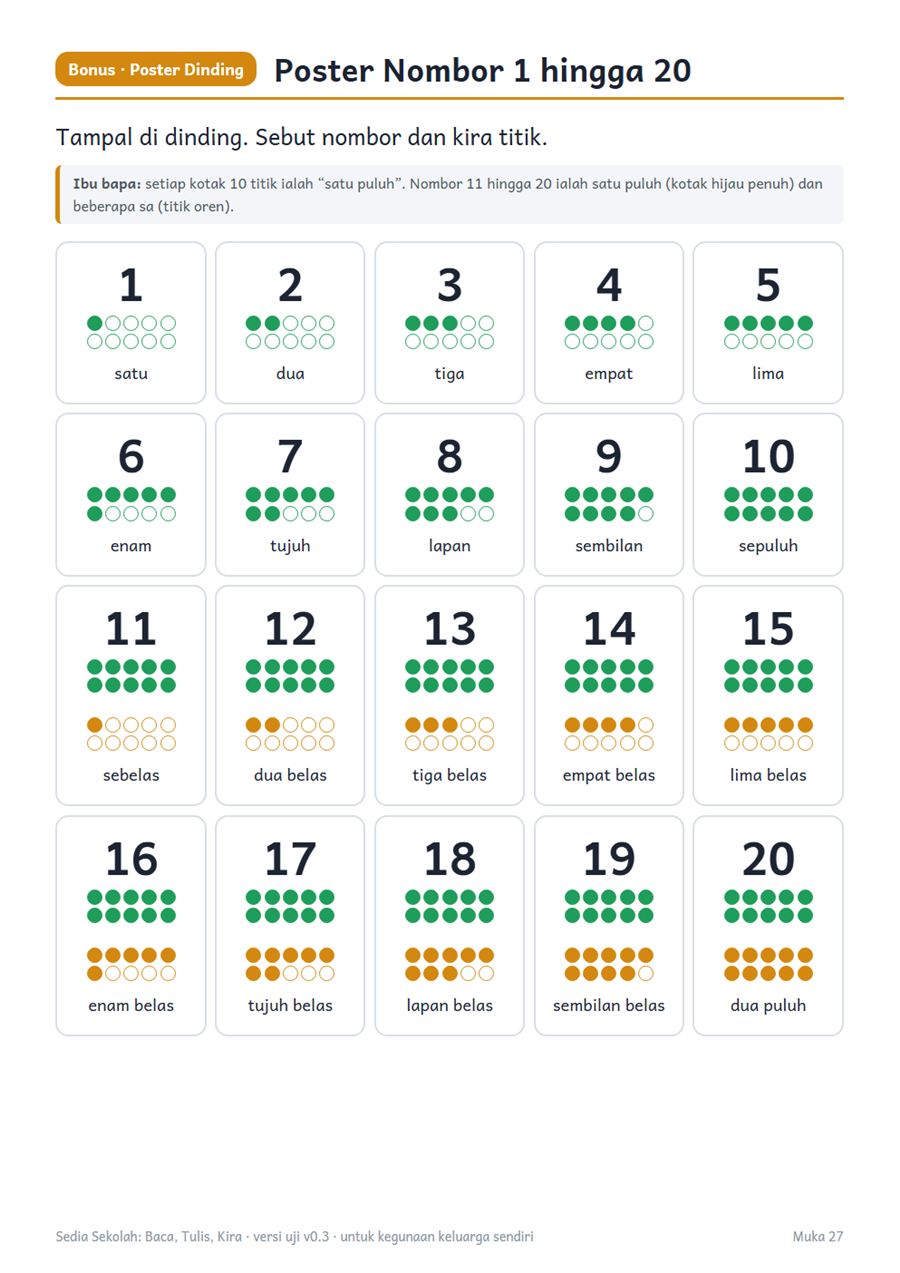 Bonus · Poster Dinding
Poster Nombor 1 hingga 20
Tampal di dinding. Sebut nombor dan kira titik.
Ibu bapa: setiap kotak 10 titik ialah “satu puluh”. Nombor 11 hingga 20 ialah satu puluh (kotak hijau penuh) dan
beberapa sa (titik oren).
1 2 3 4 5
satu dua tiga empat lima
6 7 8 9 10
enam tujuh lapan sembilan sepuluh
11 12 13 14 15
sebelas dua belas tiga belas empat belas lima belas
16 17 18 19 20
enam belas tujuh belas lapan belas sembilan belas dua puluh
Sedia Sekolah: Baca, Tulis, Kira · versi uji v0.3 · untuk kegunaan keluarga sendiri
Muka 27